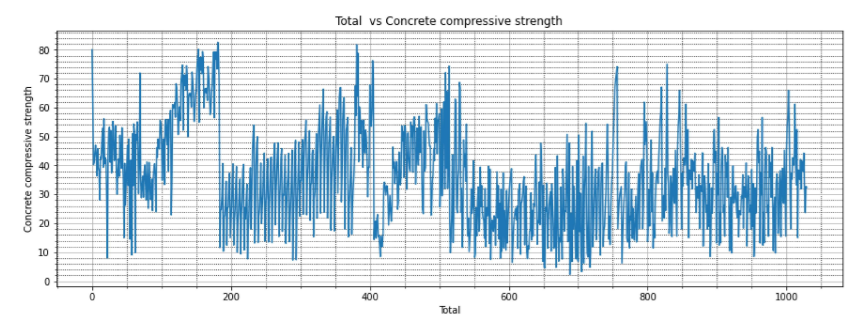 Total vs Concrete compressive strength
Concrete compressive strength
80
70
60
50
40
30
20
10
0
0 200 400 600 800 1000
Total